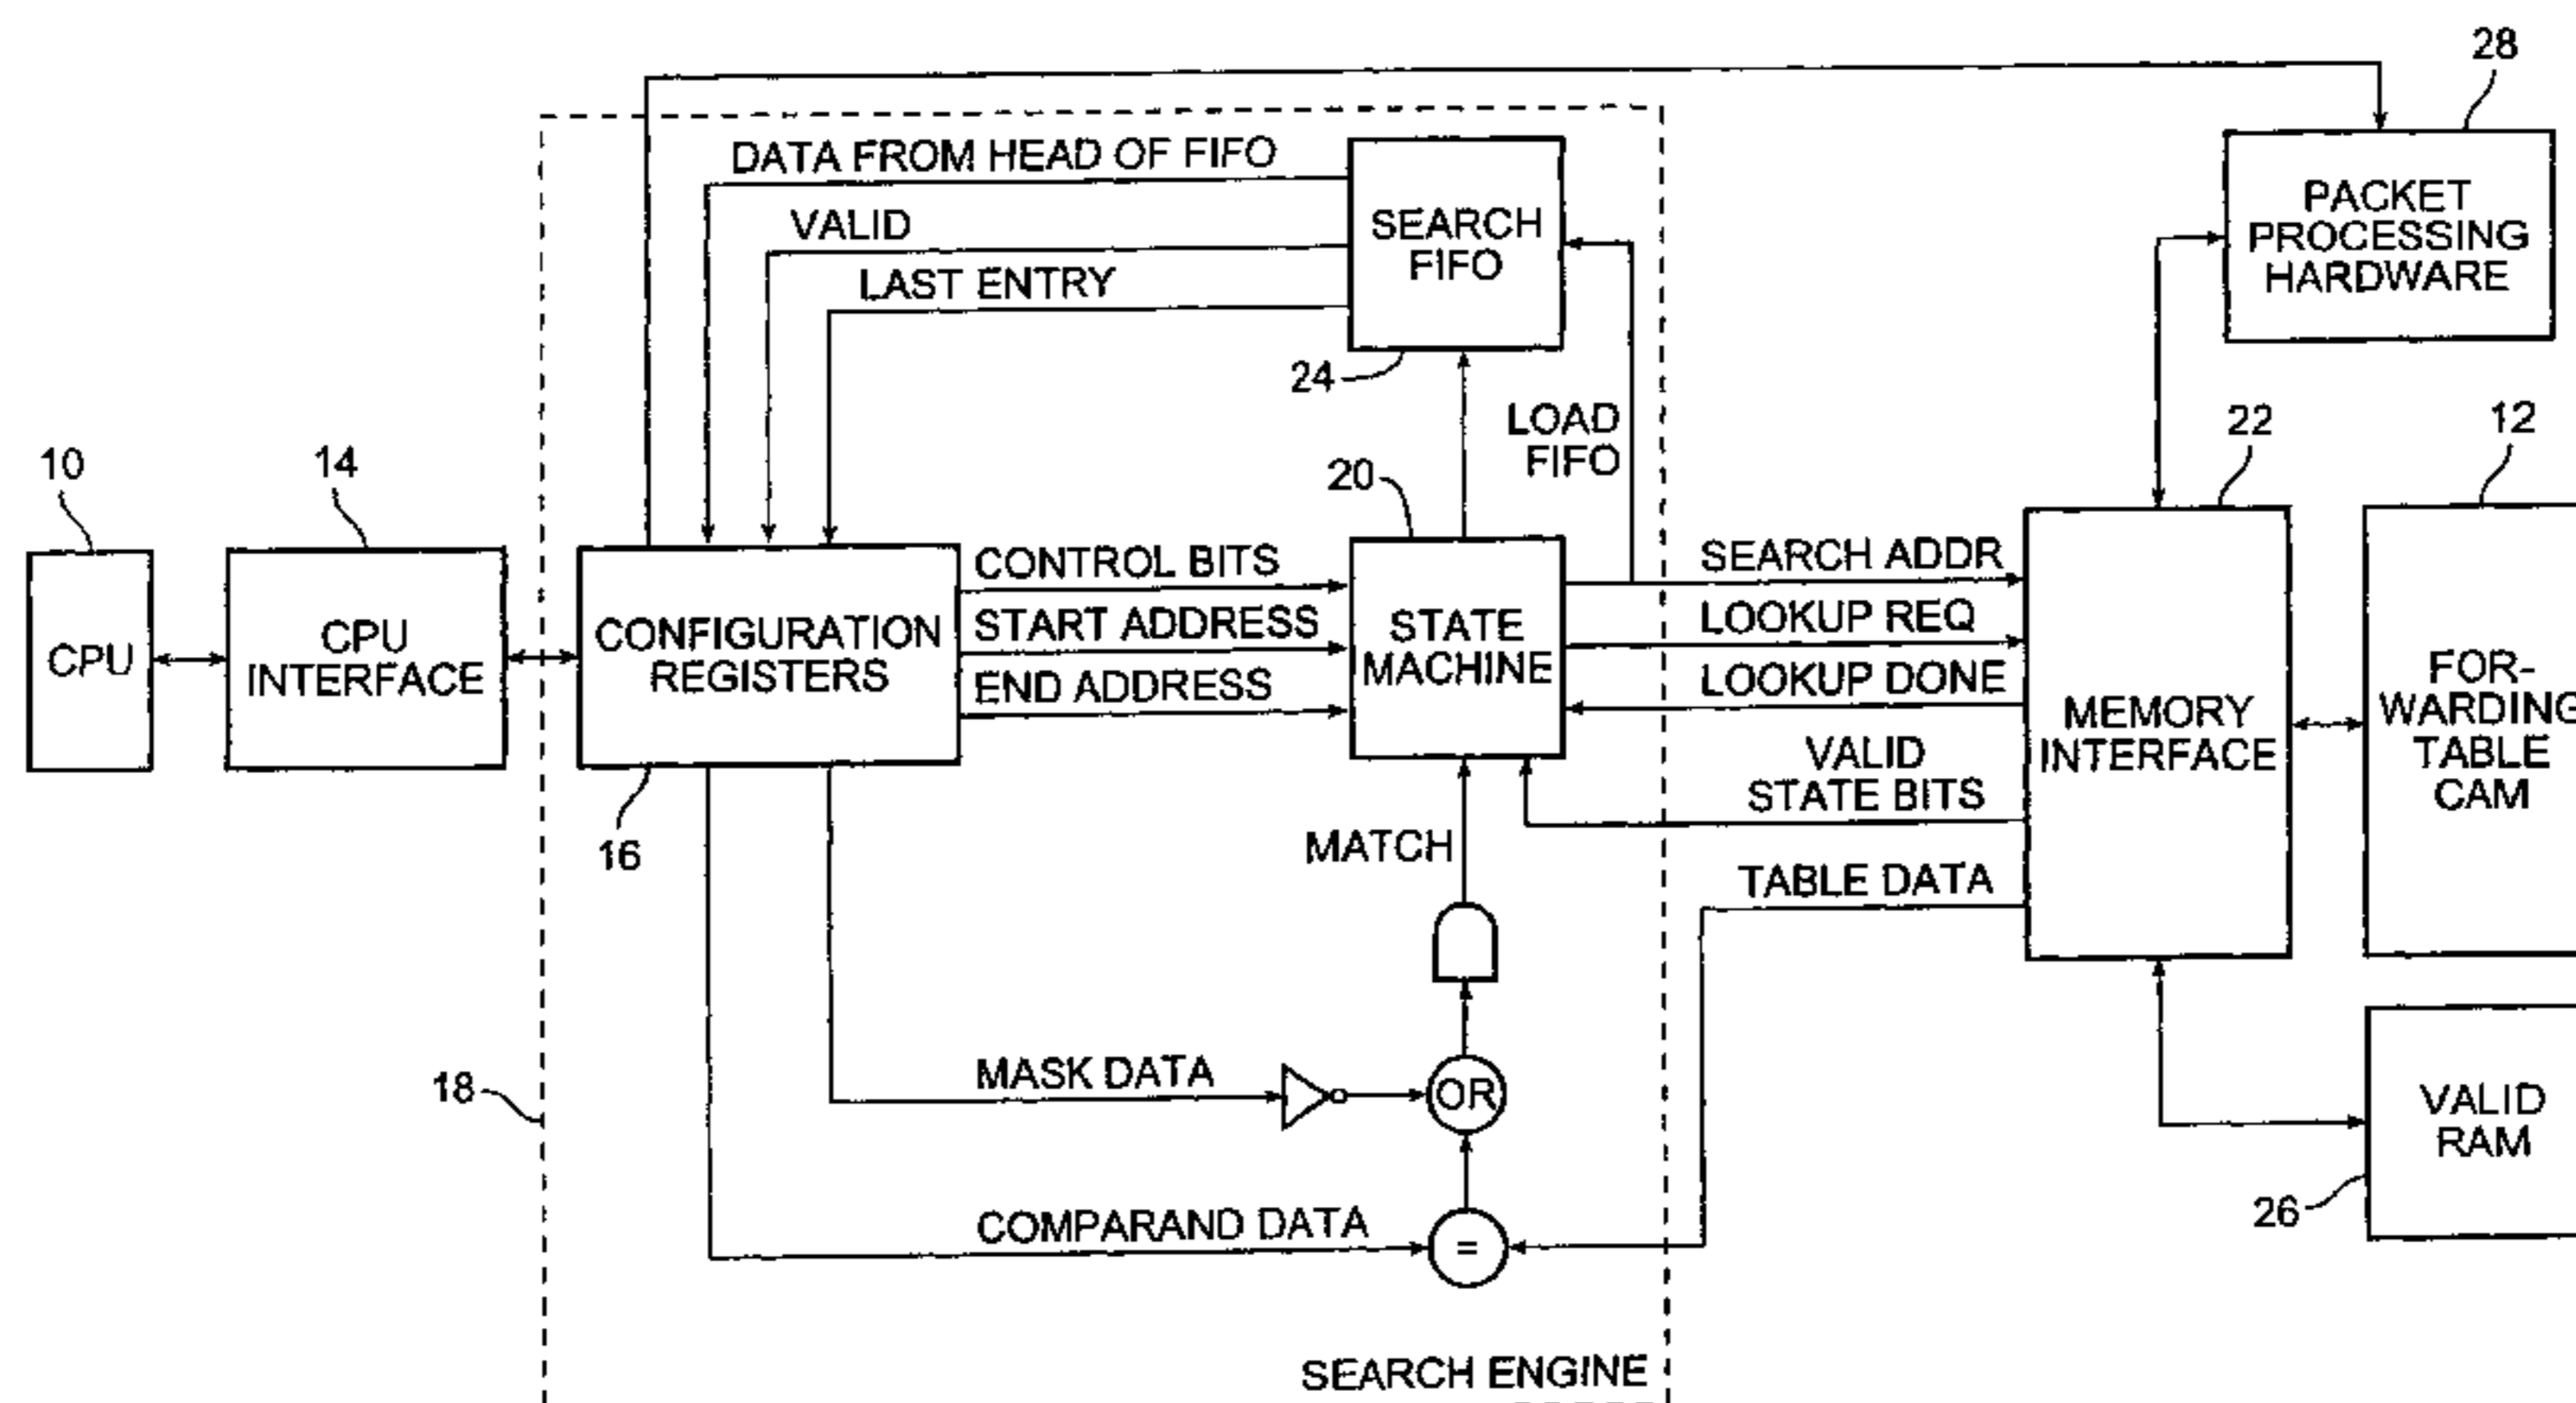 28
DATA FROM HEAD OF FIFO
VALID
LAST ENTRY
SEARCH
FIFO
24
LOAD
FIFO
PACKET
PROCESSING
HARDWARE
10
14
20
22
12
CPU
CPU
INTERFACE
CONFIGURATION
REGISTERS
16
CONTROL BITS
START ADDRESS
END ADDRESS
STATE
MACHINE
SEARCH ADDR
LOOKUP REQ
LOOKUP DONE
VALID
STATE BITS
TABLE DATA
MEMORY
INTERFACE
FOR-
WARDING
TABLE
CAM
MATCH
18
MASK DATA
OR
COMPARAND DATA
=
VALID
RAM
26
SEARCH ENGINE